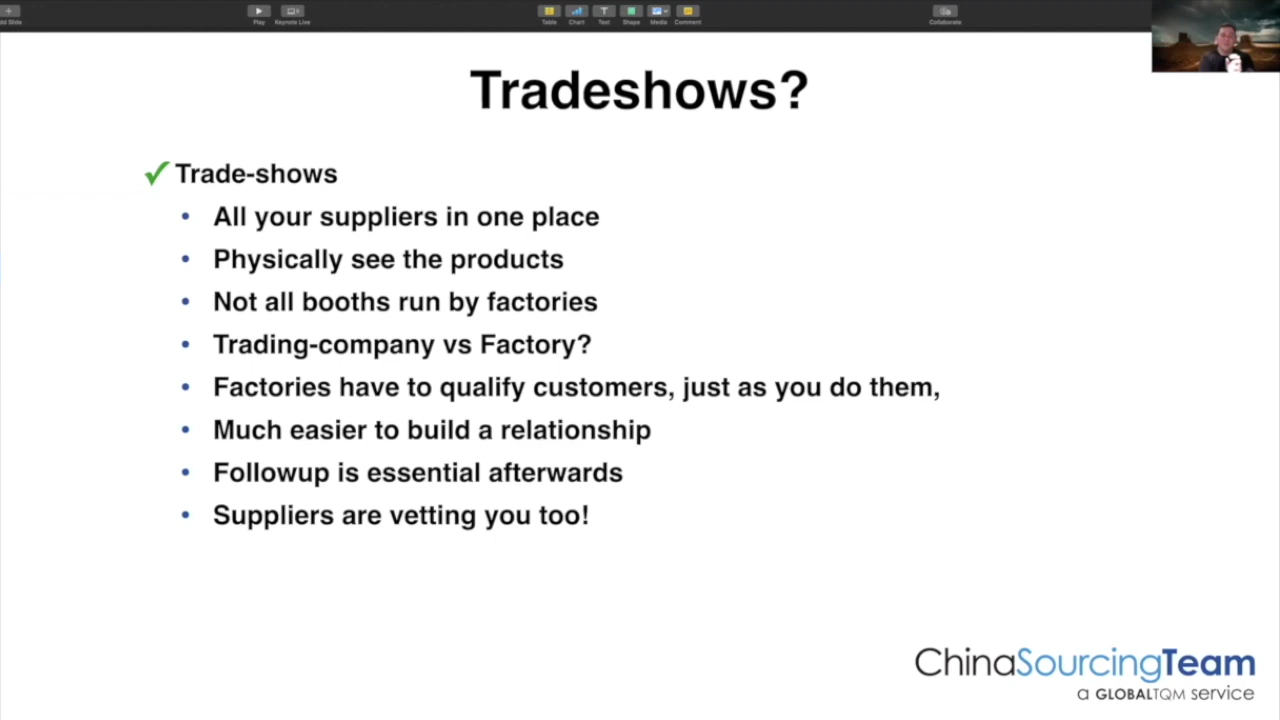 dd Slide
Play
Keynote Live
Table
Chart
Text
Shape
Media
Comment
Collaborate
Tradeshows?
✓ Trade-shows
• All your suppliers in one place
• Physically see the products
• Not all booths run by factories
• Trading-company vs Factory?
• Factories have to qualify customers, just as you do them,
• Much easier to build a relationship
• Followup is essential afterwards
• Suppliers are vetting you too!
ChinaSourcingTeam
a GLOBALTQM service